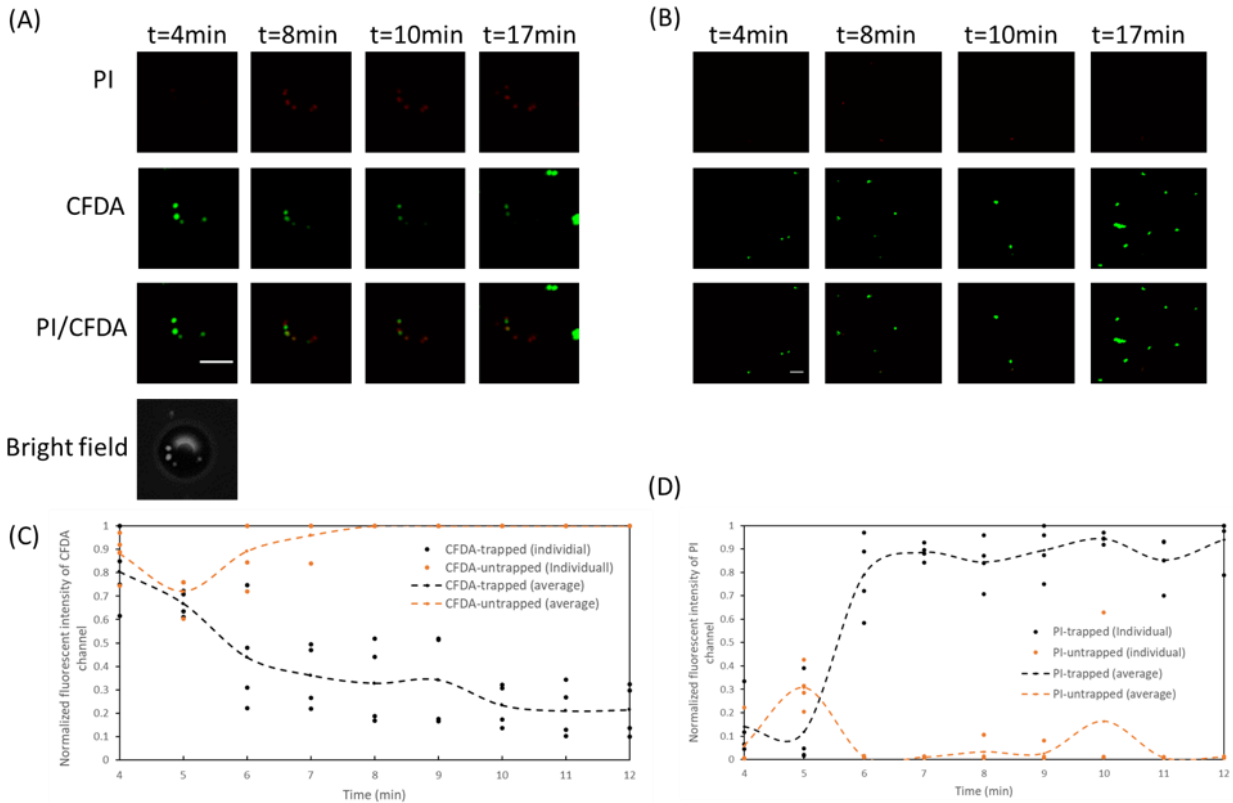 (A)
t=4min t=8min t=10min t=17min
PI
CFDA
PI/CFDA
Bright field
(B)
t=4min t=8min t=10min t=17min
(C)
Normalized fluorescent intensity of CFDA
channel
1
0.9
0.8
0.7
0.6
0.5
0.4
0.3
0.2
0.1
0
4 5 6 7 8 9 10 11 12
Time (min)
CFDA-trapped (individial)
CFDA-untrapped (Individuall)
CFDA-trapped (average)
CFDA-untrapped (average)
(D)
Normalized fluorescent intensity of PI
channel
1
0.9
0.8
0.7
0.6
0.5
0.4
0.3
0.2
0.1
0
4 5 6 7 8 9 10 11 12
Time (min)
PI-trapped (Individual)
PI-untrapped (individual)
PI-trapped (average)
PI-untrapped (average)